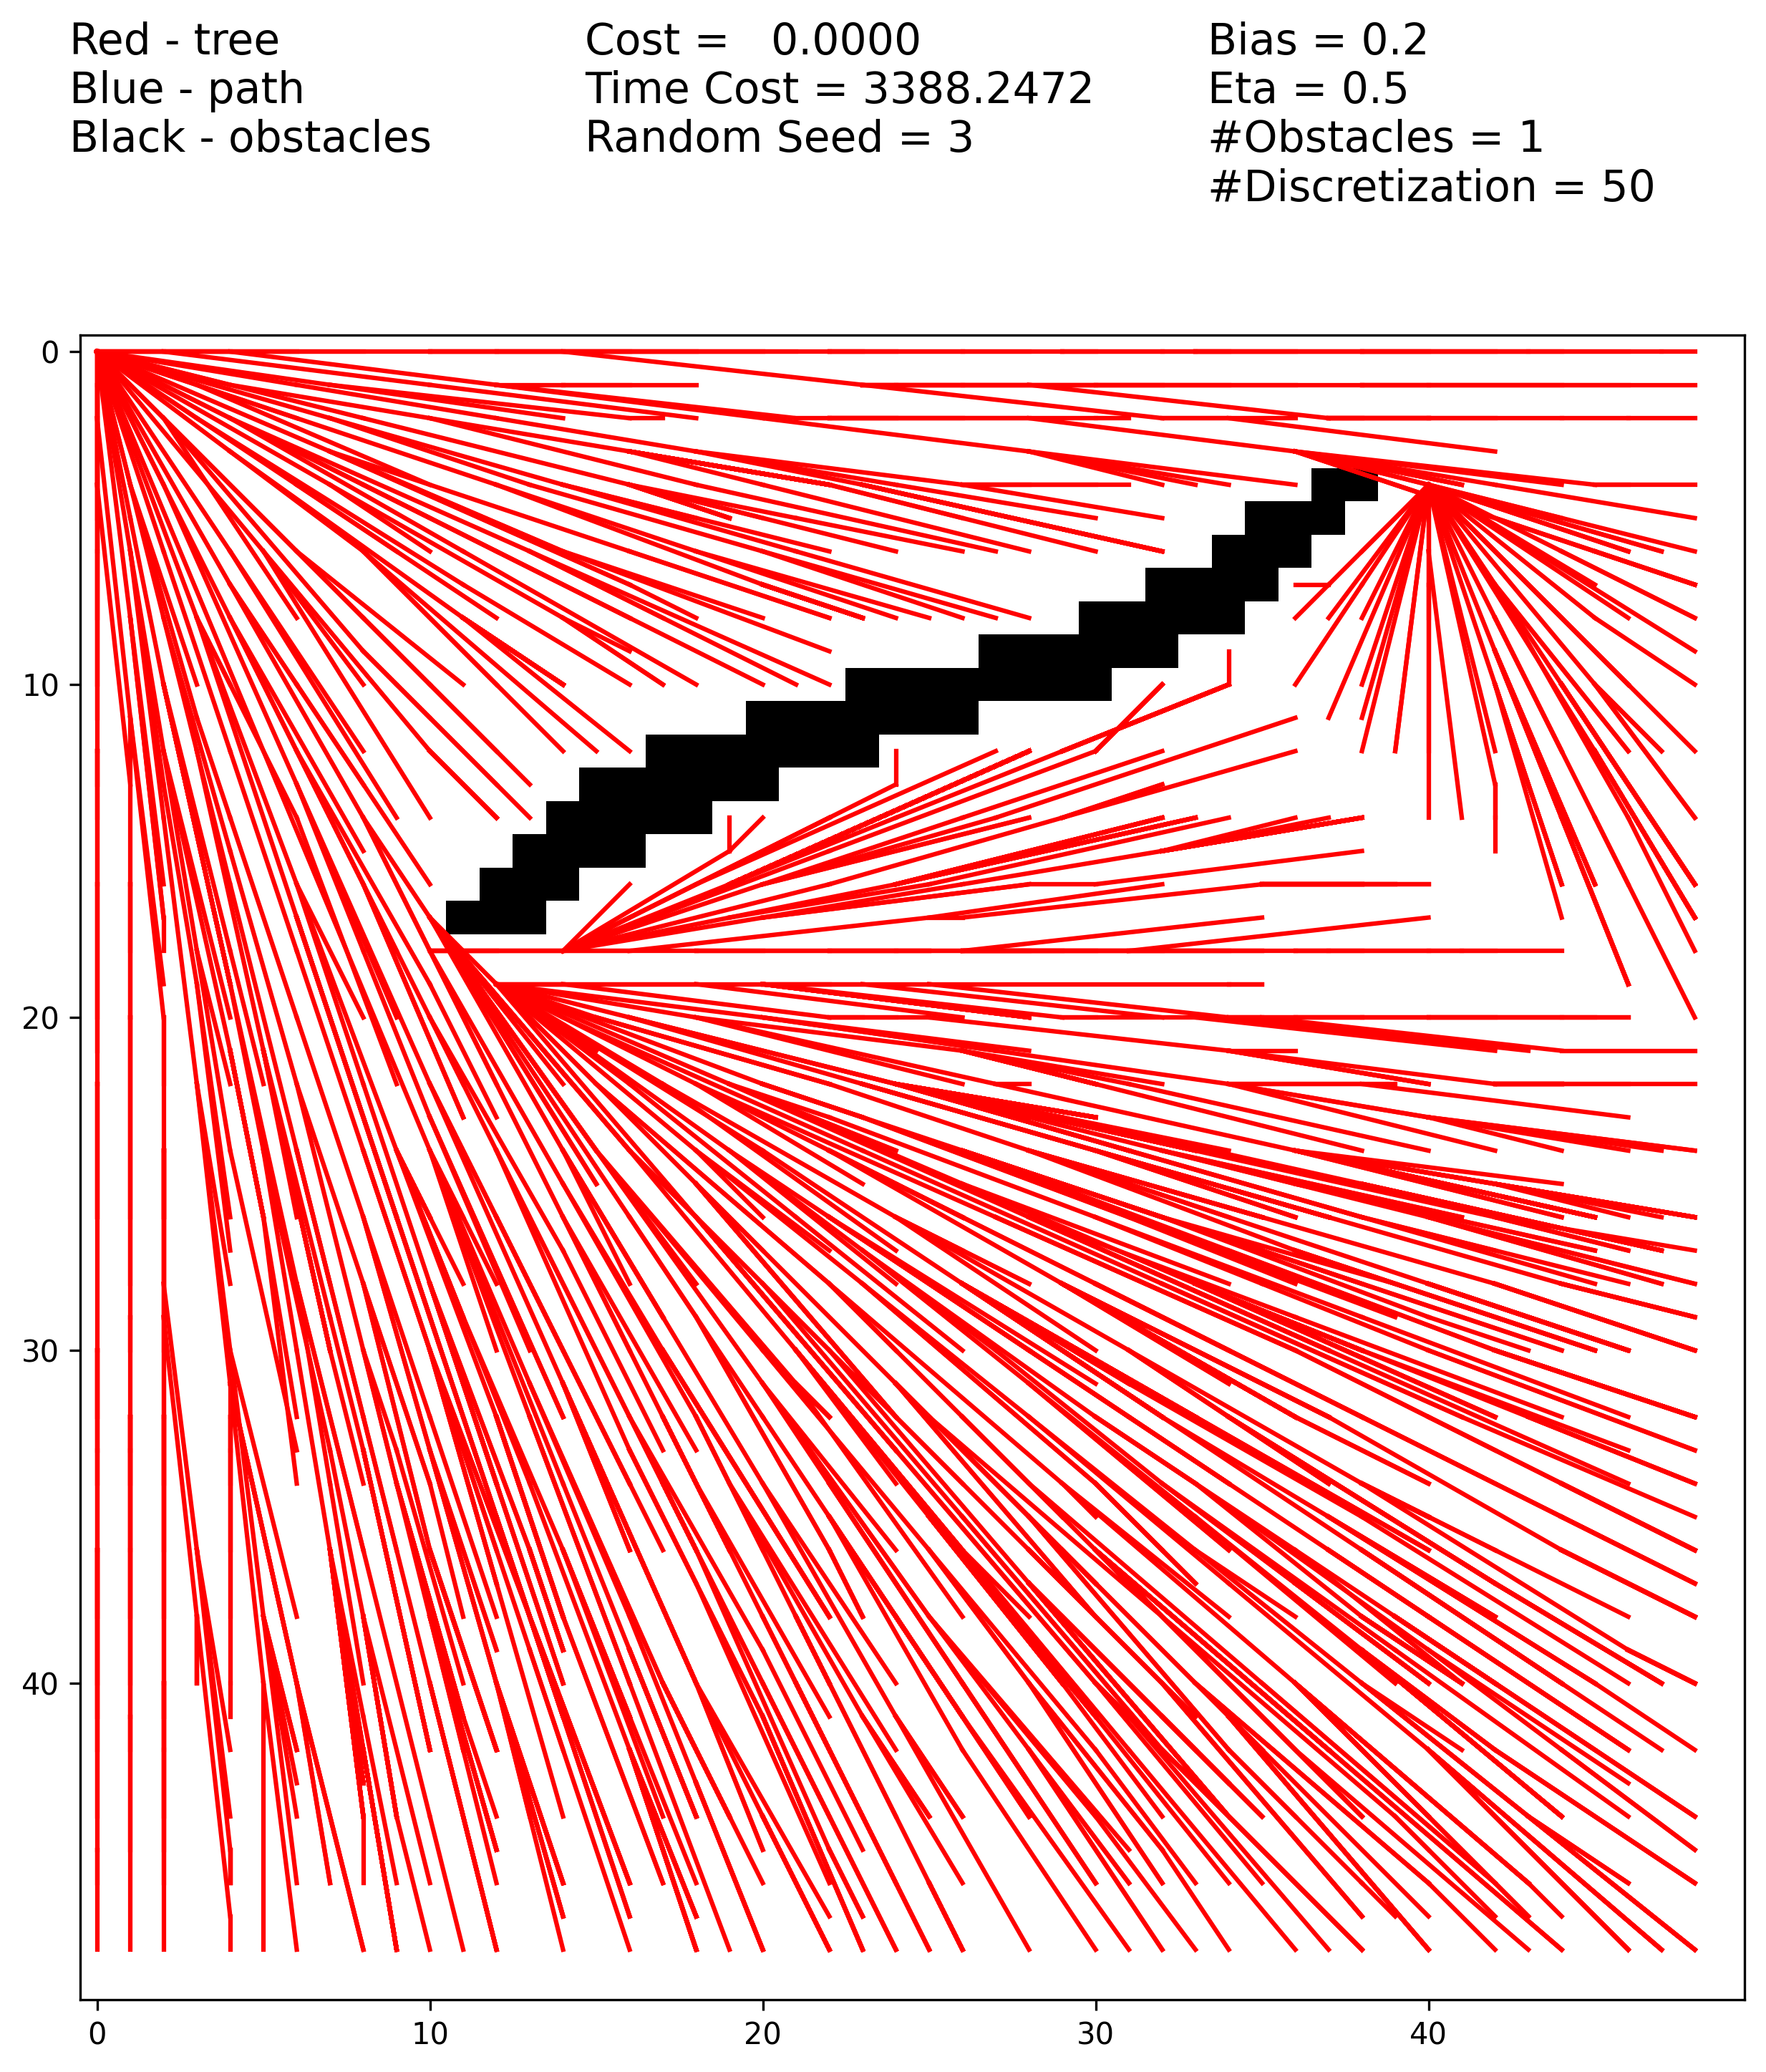 Red - tree
Blue - path
Black - obstacles
Cost =   0.0000
Time Cost = 3388.2472
Random Seed = 3
Bias = 0.2
Eta = 0.5
#Obstacles = 1
#Discretization = 50
0
10
20
30
40
0 10 20 30 40